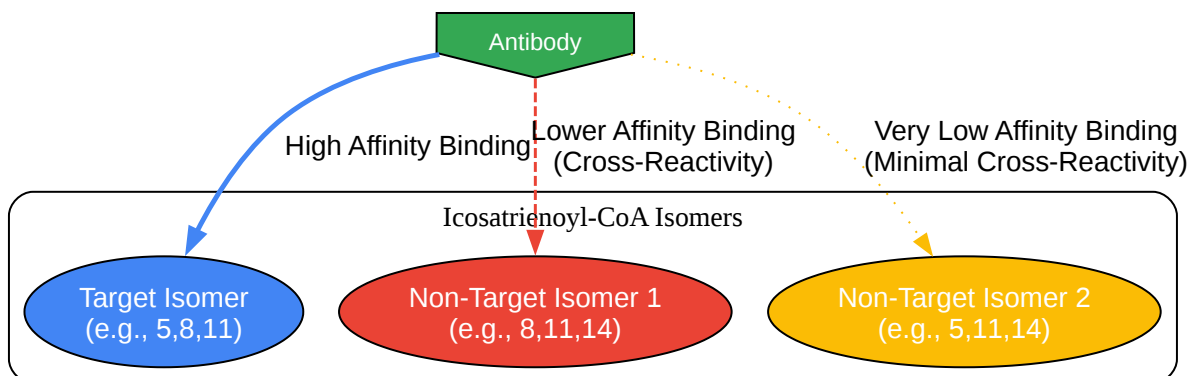 Antibody
High Affinity Binding
Lower Affinity Binding
(Cross-Reactivity)
Very Low Affinity Binding
(Minimal Cross-Reactivity)
Icosatrienoyl-CoA Isomers
Target Isomer
(e.g., 5,8,11)
Non-Target Isomer 1
(e.g., 8,11,14)
Non-Target Isomer 2
(e.g., 5,11,14)